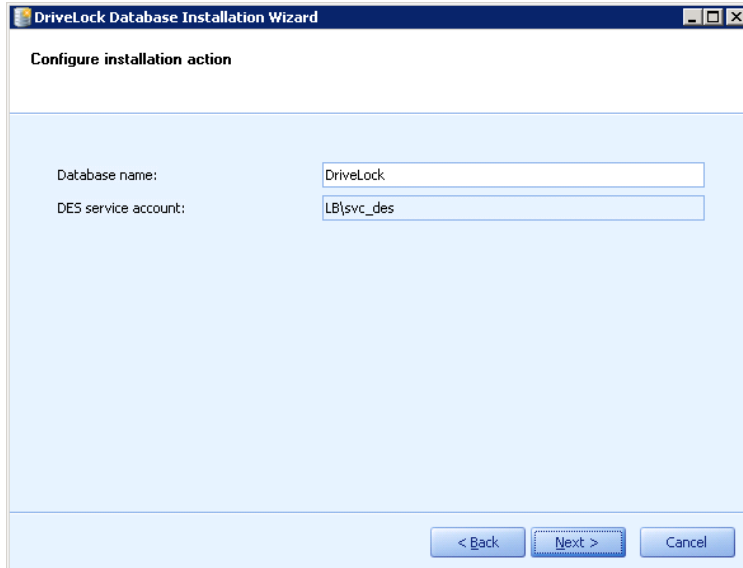 DriveLock Database Installation Wizard
Configure installation action
Database name: DriveLock
DES service account: LB\svc_des
< Back Next > Cancel